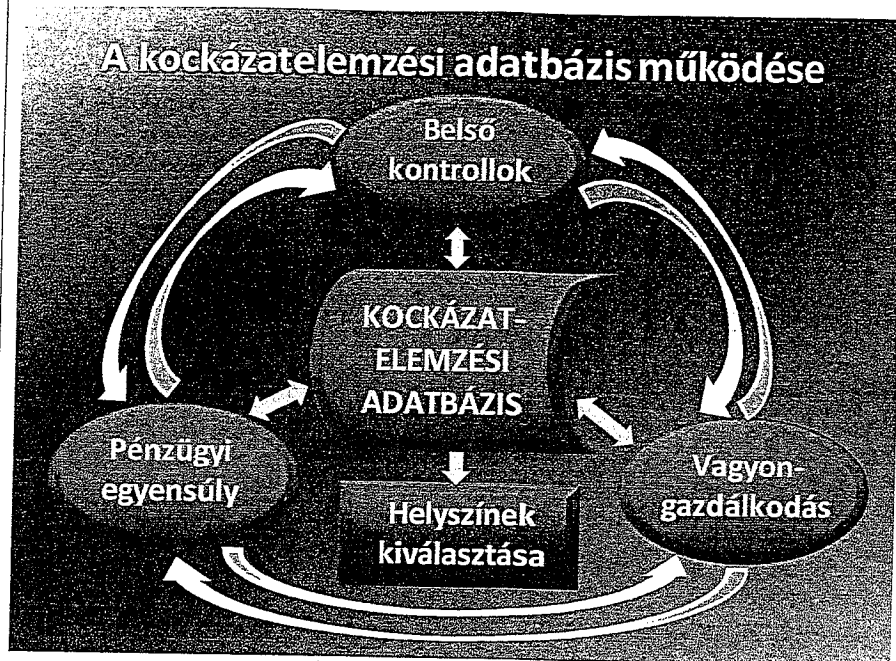 A kockázatelemzési adatbázis működése
Belső
kontrollok
KOCKÁZAT-
ELEMZÉSI
ADATBÁZIS
Pénzügyi
egyensúly
Vagyon-
gazdálkodás
Helyszínek
kiválasztása